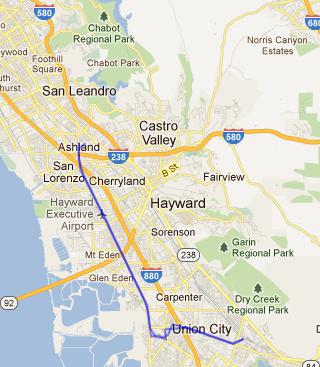 580
680
Chabot
Regional Park
Norris Canyon
Estates
Foothill
Square
Chabot Park
San Leandro
Castro
Valley
580
Ashland
238
San
Lorenzo
Cherryland
B St
Fairview
Hayward
Executive
Airport
Hayward
Sorenson
Mt Eden
238
Garin
Regional Park
Glen Eden
880
92
Carpenter
Dry Creek
Regional
Park
Union City
84